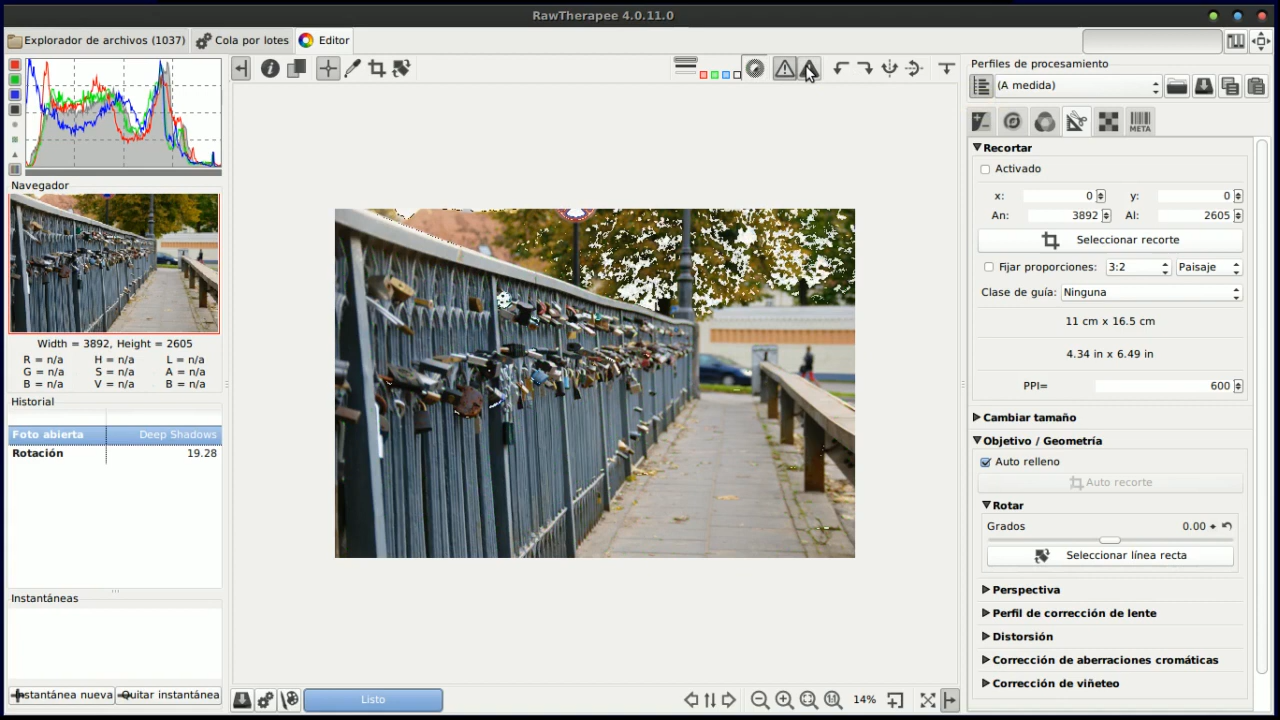 RawTherapee 4.0.11.0
Explorador de archivos (1037)
Cola por lotes
Editor
Perfiles de procesamiento
(A medida)
META
Navegador
Width = 3892, Height = 2605
R = n/a H = n/a L = n/a
G = n/a S = n/a A = n/a
B = n/a V = n/a B = n/a
Historial
Foto abierta Deep Shadows
Rotación 19.28
Instantáneas
Instantánea nueva
Quitar instantánea
Listo
14%
1:1
Recortar
Activado
x: 0 y: 0
An: 3892 Al: 2605
Seleccionar recorte
Fijar proporciones: 3:2 Paisaje
Clase de guía: Ninguna
11 cm x 16.5 cm
4.34 in x 6.49 in
PPI= 600
Cambiar tamaño
Objetivo / Geometría
Auto relleno
Auto recorte
Rotar
Grados 0.00
Seleccionar línea recta
Perspectiva
Perfil de corrección de lente
Distorsión
Corrección de aberraciones cromáticas
Corrección de viñeteo